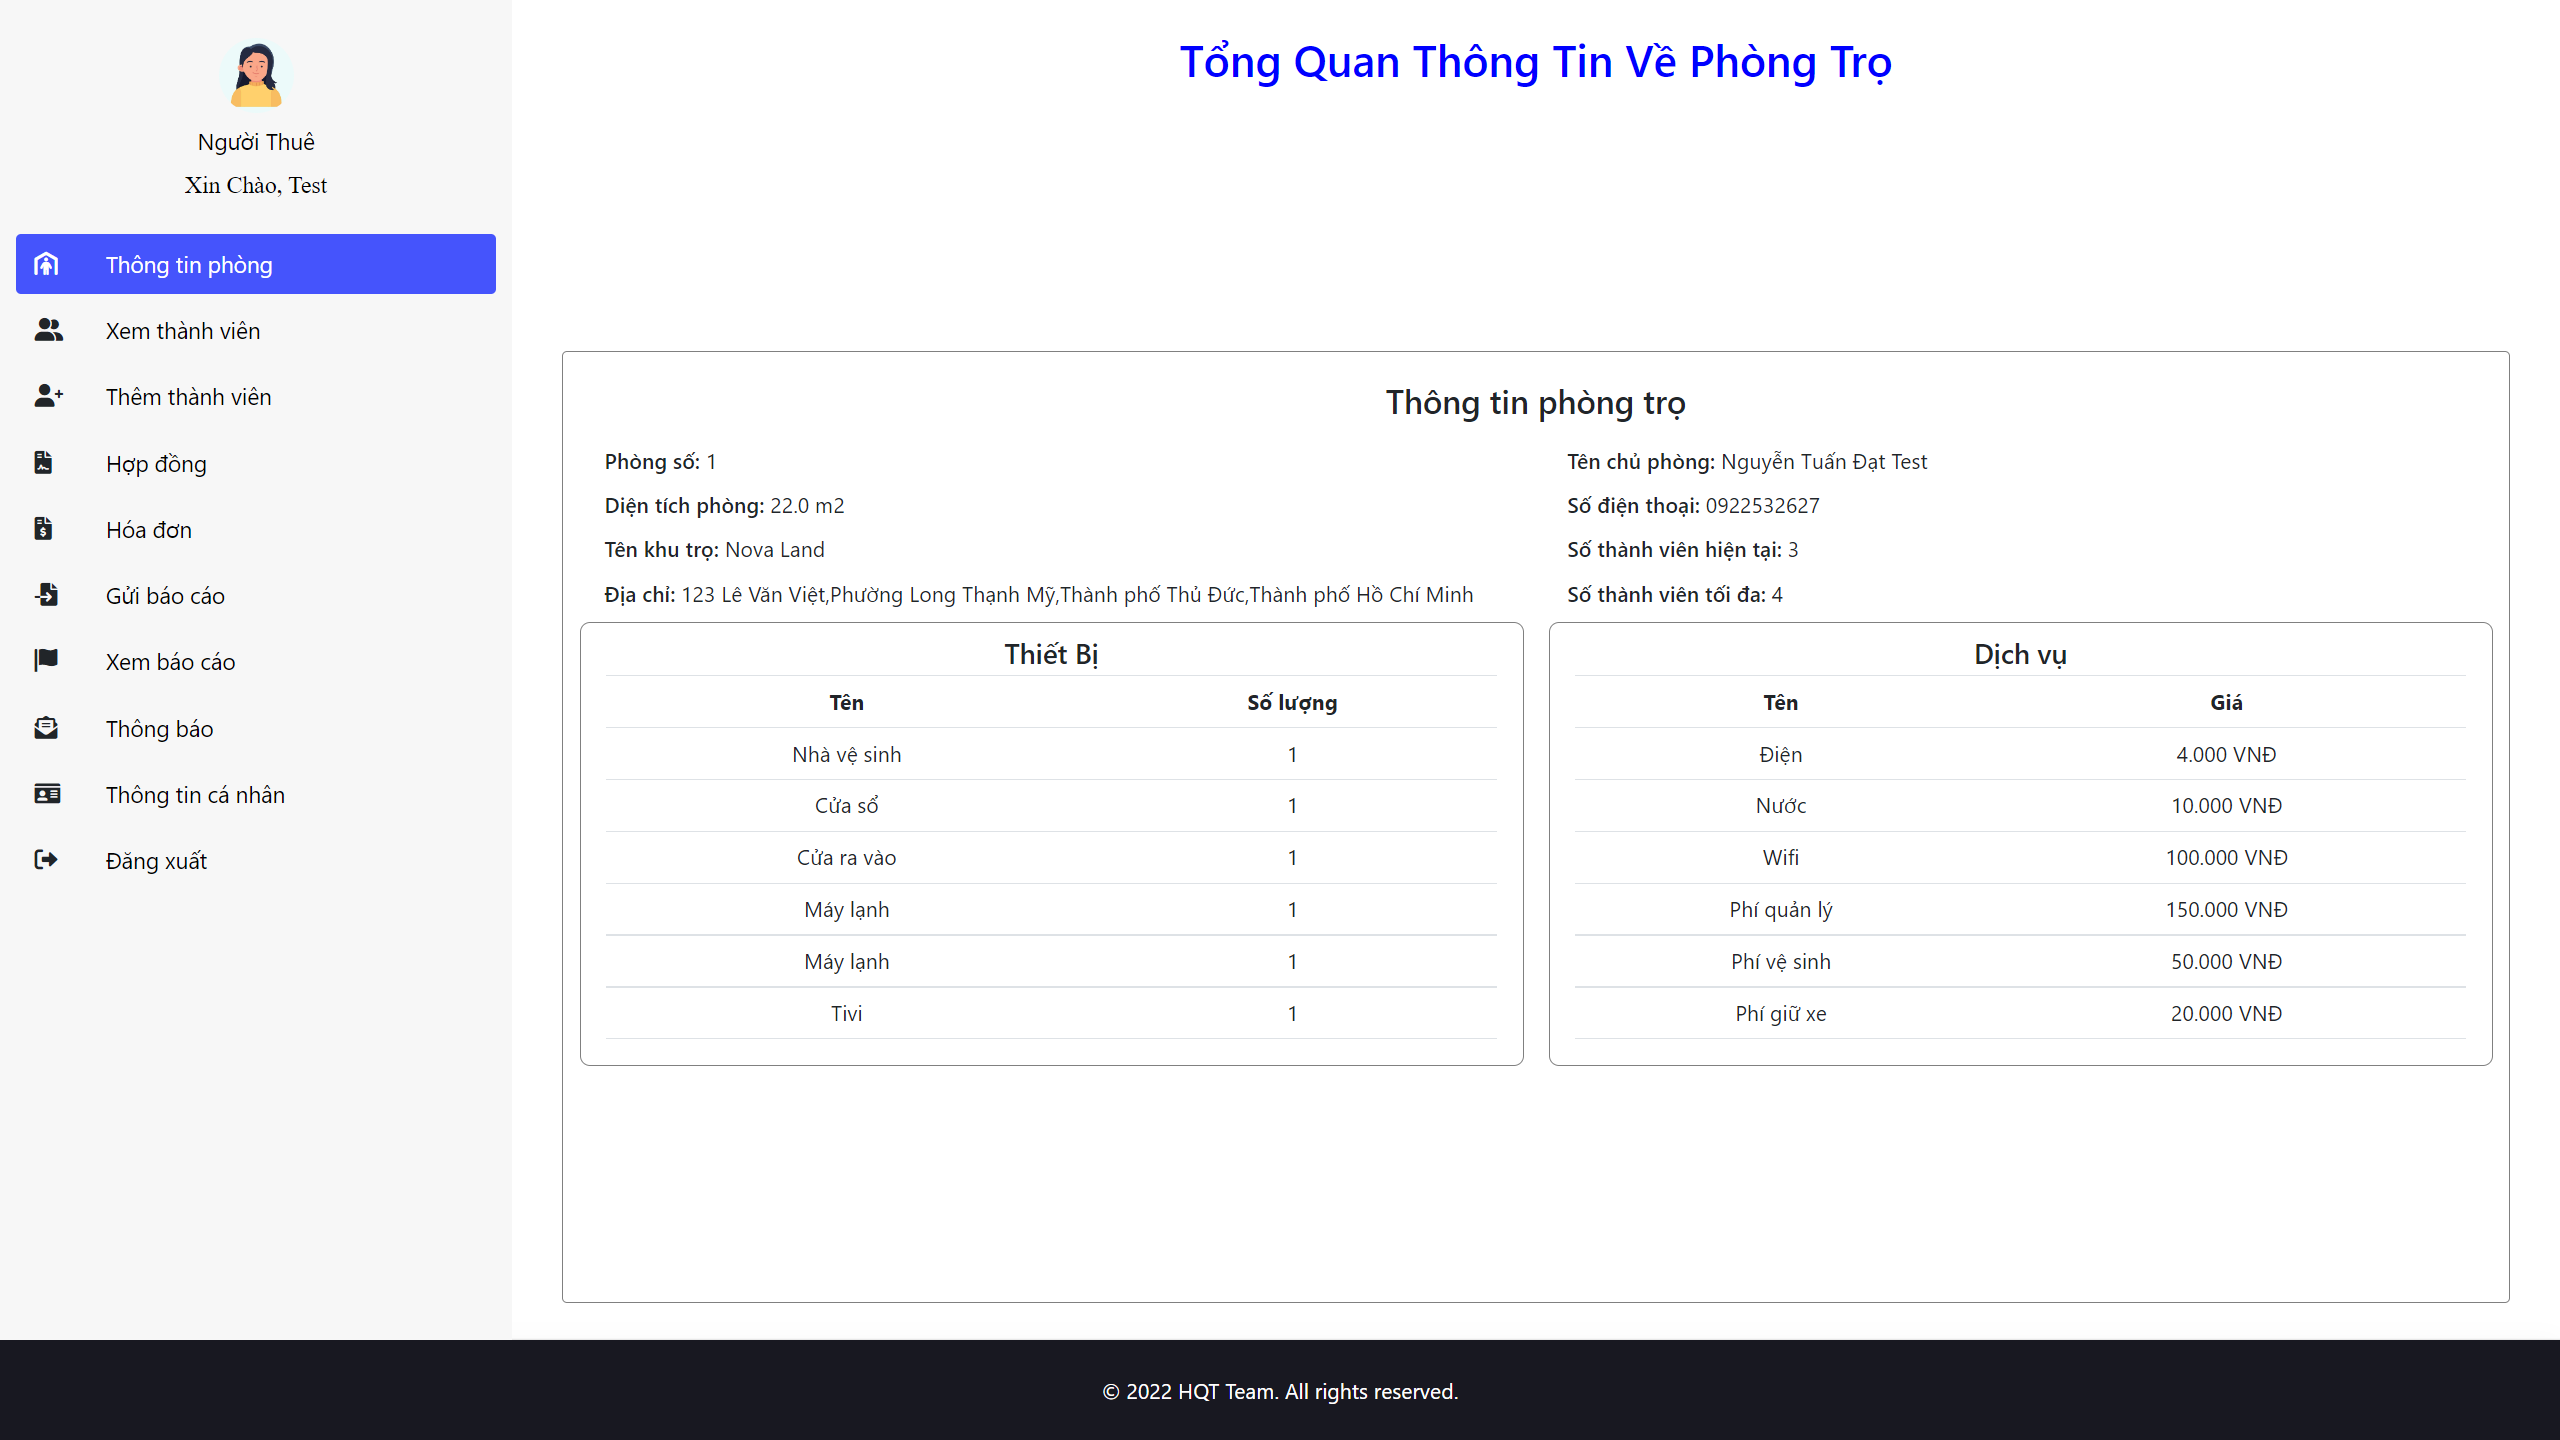 Người Thuê
Xin Chào, Test
Thông tin phòng
Xem thành viên
Thêm thành viên
Hợp đồng
Hóa đơn
Gửi báo cáo
Xem báo cáo
Thông báo
Thông tin cá nhân
Đăng xuất
Tổng Quan Thông Tin Về Phòng Trọ
Thông tin phòng trọ
Phòng số: 1
Diện tích phòng: 22.0 m2
Tên khu trọ: Nova Land
Địa chỉ: 123 Lê Văn Việt,Phường Long Thạnh Mỹ,Thành phố Thủ Đức,Thành phố Hồ Chí Minh
Tên chủ phòng: Nguyễn Tuấn Đạt Test
Số điện thoại: 0922532627
Số thành viên hiện tại: 3
Số thành viên tối đa: 4
Thiết Bị
Tên Số lượng
Nhà vệ sinh 1
Cửa sổ 1
Cửa ra vào 1
Máy lạnh 1
Máy lạnh 1
Tivi 1
Dịch vụ
Tên Giá
Điện 4.000 VNĐ
Nước 10.000 VNĐ
Wifi 100.000 VNĐ
Phí quản lý 150.000 VNĐ
Phí vệ sinh 50.000 VNĐ
Phí giữ xe 20.000 VNĐ
© 2022 HQT Team. All rights reserved.